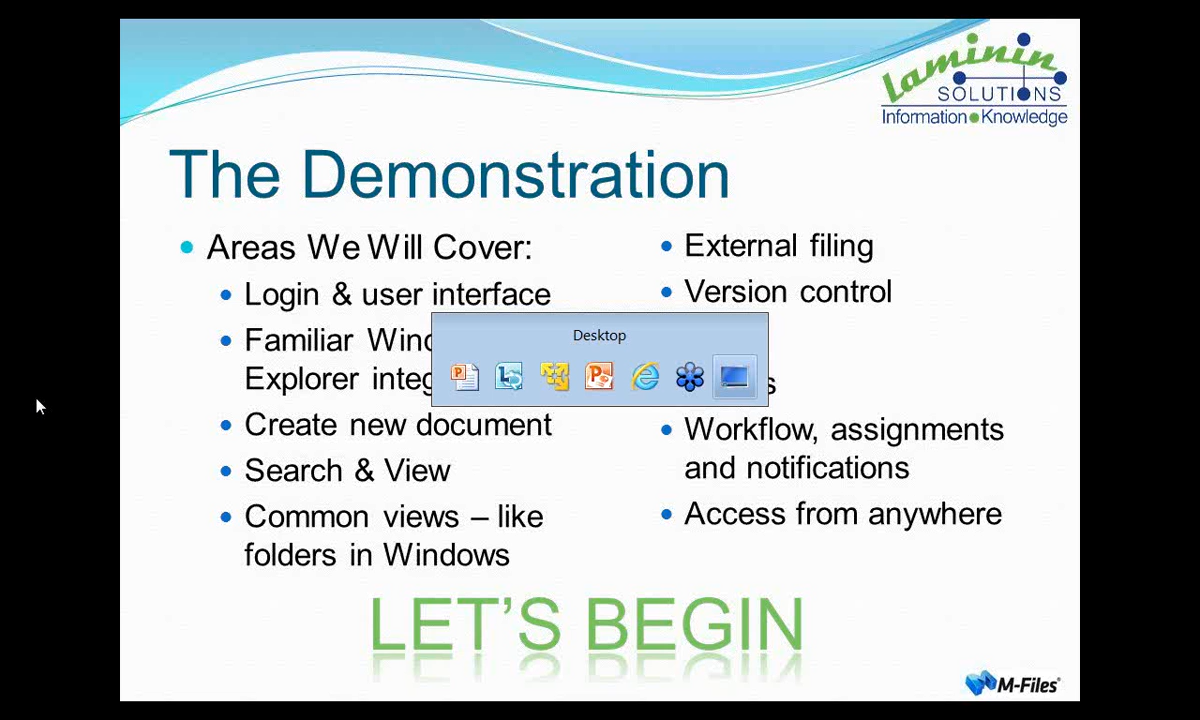 Laminin
SOLUTIONS
Information Knowledge
The Demonstration
Areas We Will Cover:
Login & user interface
Familiar
Explorer
Create new document
Search & View
Common views – like
folders in Windows
External filing
Version control
Workflow, assignments
and notifications
Access from anywhere
Desktop
LET'S BEGIN
M-Files